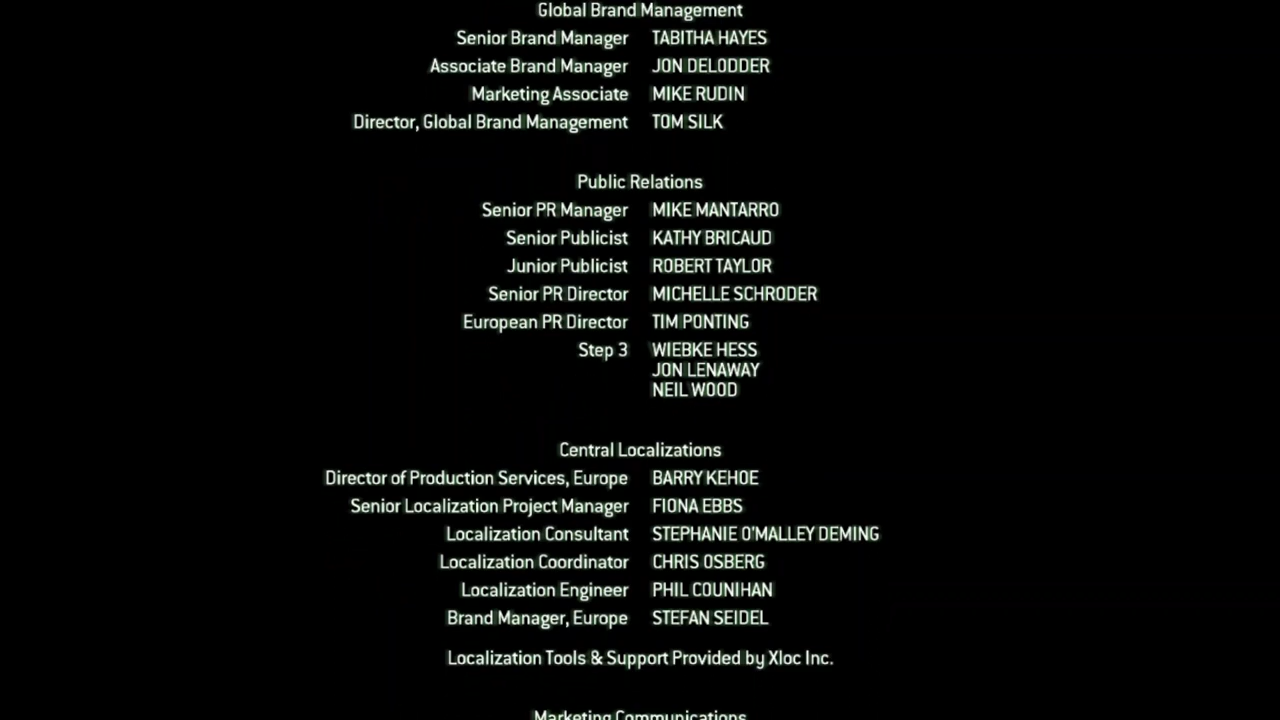 Global Brand Management
Senior Brand Manager TABITHA HAYES
Associate Brand Manager JON DELODDER
Marketing Associate MIKE RUDIN
Director, Global Brand Management TOM SILK
Public Relations
Senior PR Manager MIKE MANTARRO
Senior Publicist KATHY BRICAUD
Junior Publicist ROBERT TAYLOR
Senior PR Director MICHELLE SCHRODER
European PR Director TIM PONTING
Step 3 WIEBKE HESS
JON LENAWAY
NEIL WOOD
Central Localizations
Director of Production Services, Europe BARRY KEHOE
Senior Localization Project Manager FIONA EBBS
Localization Consultant STEPHANIE O'MALLEY DEMING
Localization Coordinator CHRIS OSBERG
Localization Engineer PHIL COUNIHAN
Brand Manager, Europe STEFAN SEIDEL
Localization Tools & Support Provided by Xloc Inc.
Marketing Communications